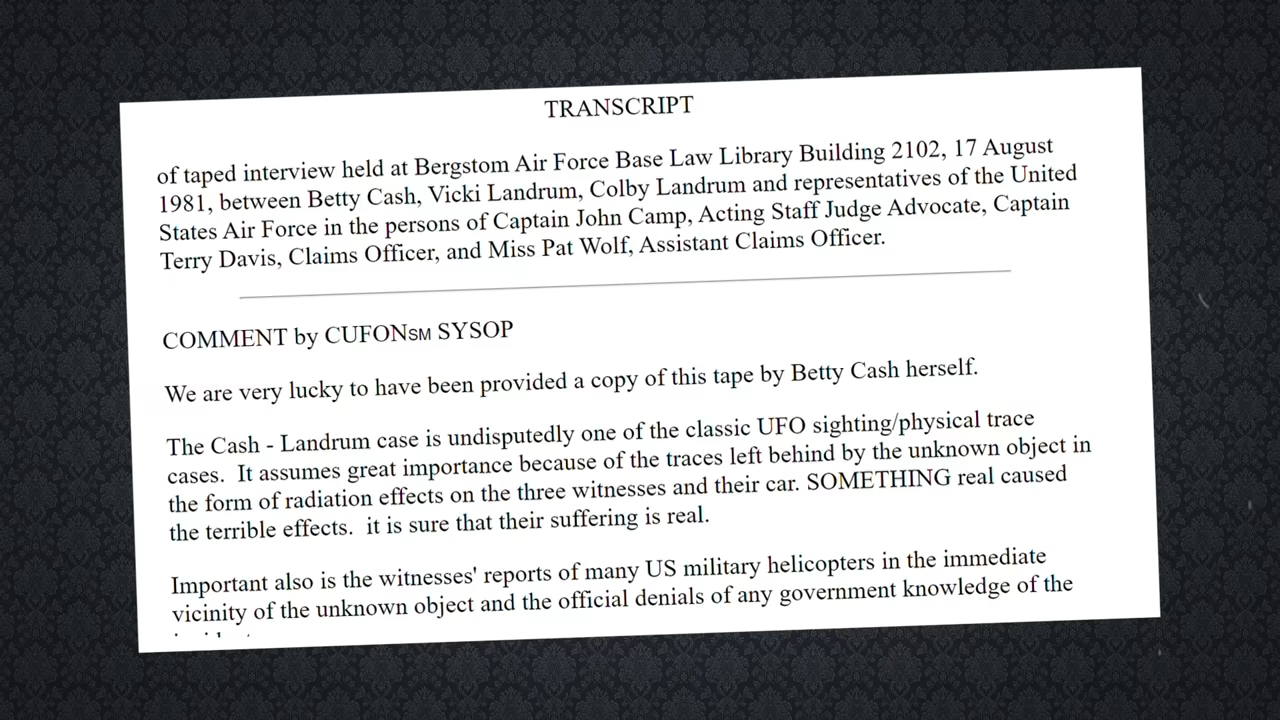 TRANSCRIPT
of taped interview held at Bergstom Air Force Base Law Library Building 2102, 17 August
1981, between Betty Cash, Vicki Landrum, Colby Landrum and representatives of the United
States Air Force in the persons of Captain John Camp, Acting Staff Judge Advocate, Captain
Terry Davis, Claims Officer, and Miss Pat Wolf, Assistant Claims Officer.
COMMENT by CUFONSM SYSOP
We are very lucky to have been provided a copy of this tape by Betty Cash herself.
The Cash - Landrum case is undisputedly one of the classic UFO sighting/physical trace
cases.  It assumes great importance because of the traces left behind by the unknown object in
the form of radiation effects on the three witnesses and their car. SOMETHING real caused
the terrible effects.  it is sure that their suffering is real.
Important also is the witnesses' reports of many US military helicopters in the immediate
vicinity of the unknown object and the official denials of any government knowledge of the